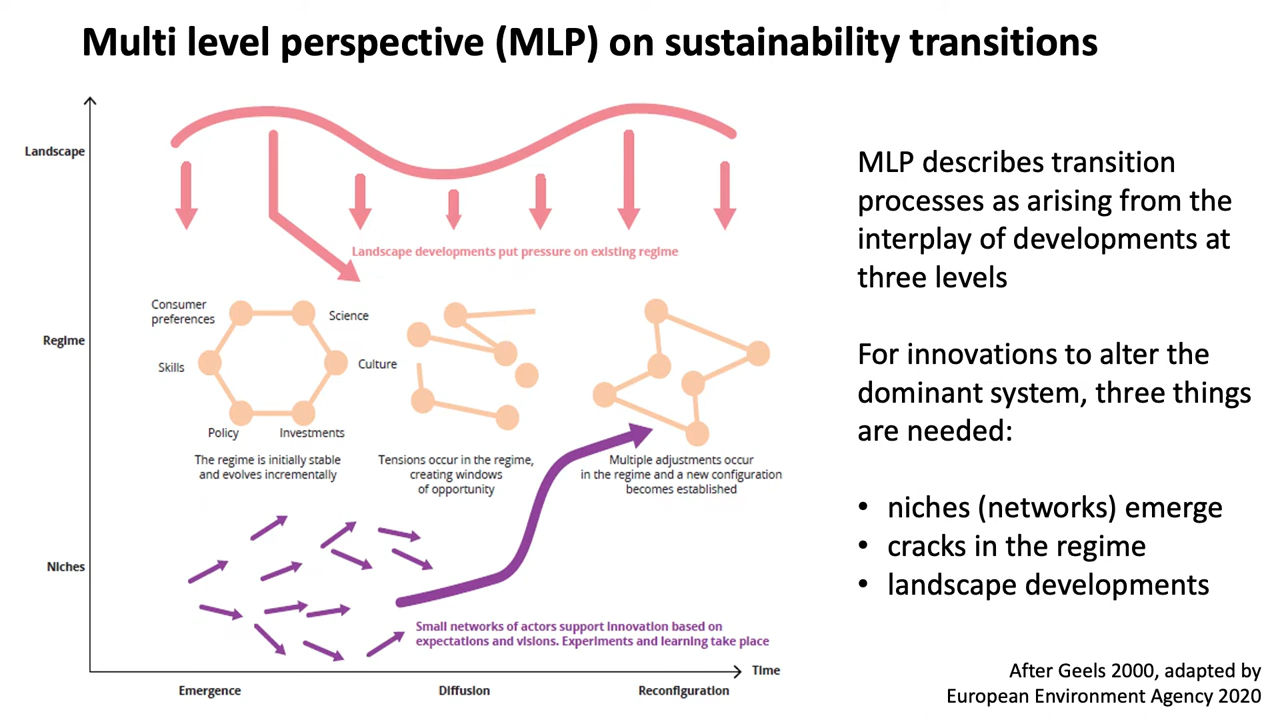 Multi level perspective (MLP) on sustainability transitions
Landscape
Landscape developments put pressure on existing regime
Regime
Consumer
preferences
Science
Skills
Culture
Policy
Investments
The regime is initially stable
and evolves incrementally
Tensions occur in the regime,
creating windows
of opportunity
Multiple adjustments occur
in the regime and a new configuration
becomes established
Niches
Small networks of actors support innovation based on
expectations and visions. Experiments and learning take place
Time
Emergence
Diffusion
Reconfiguration
MLP describes transition
processes as arising from the
interplay of developments at
three levels
For innovations to alter the
dominant system, three things
are needed:
• niches (networks) emerge
• cracks in the regime
• landscape developments
After Geels 2000, adapted by
European Environment Agency 2020